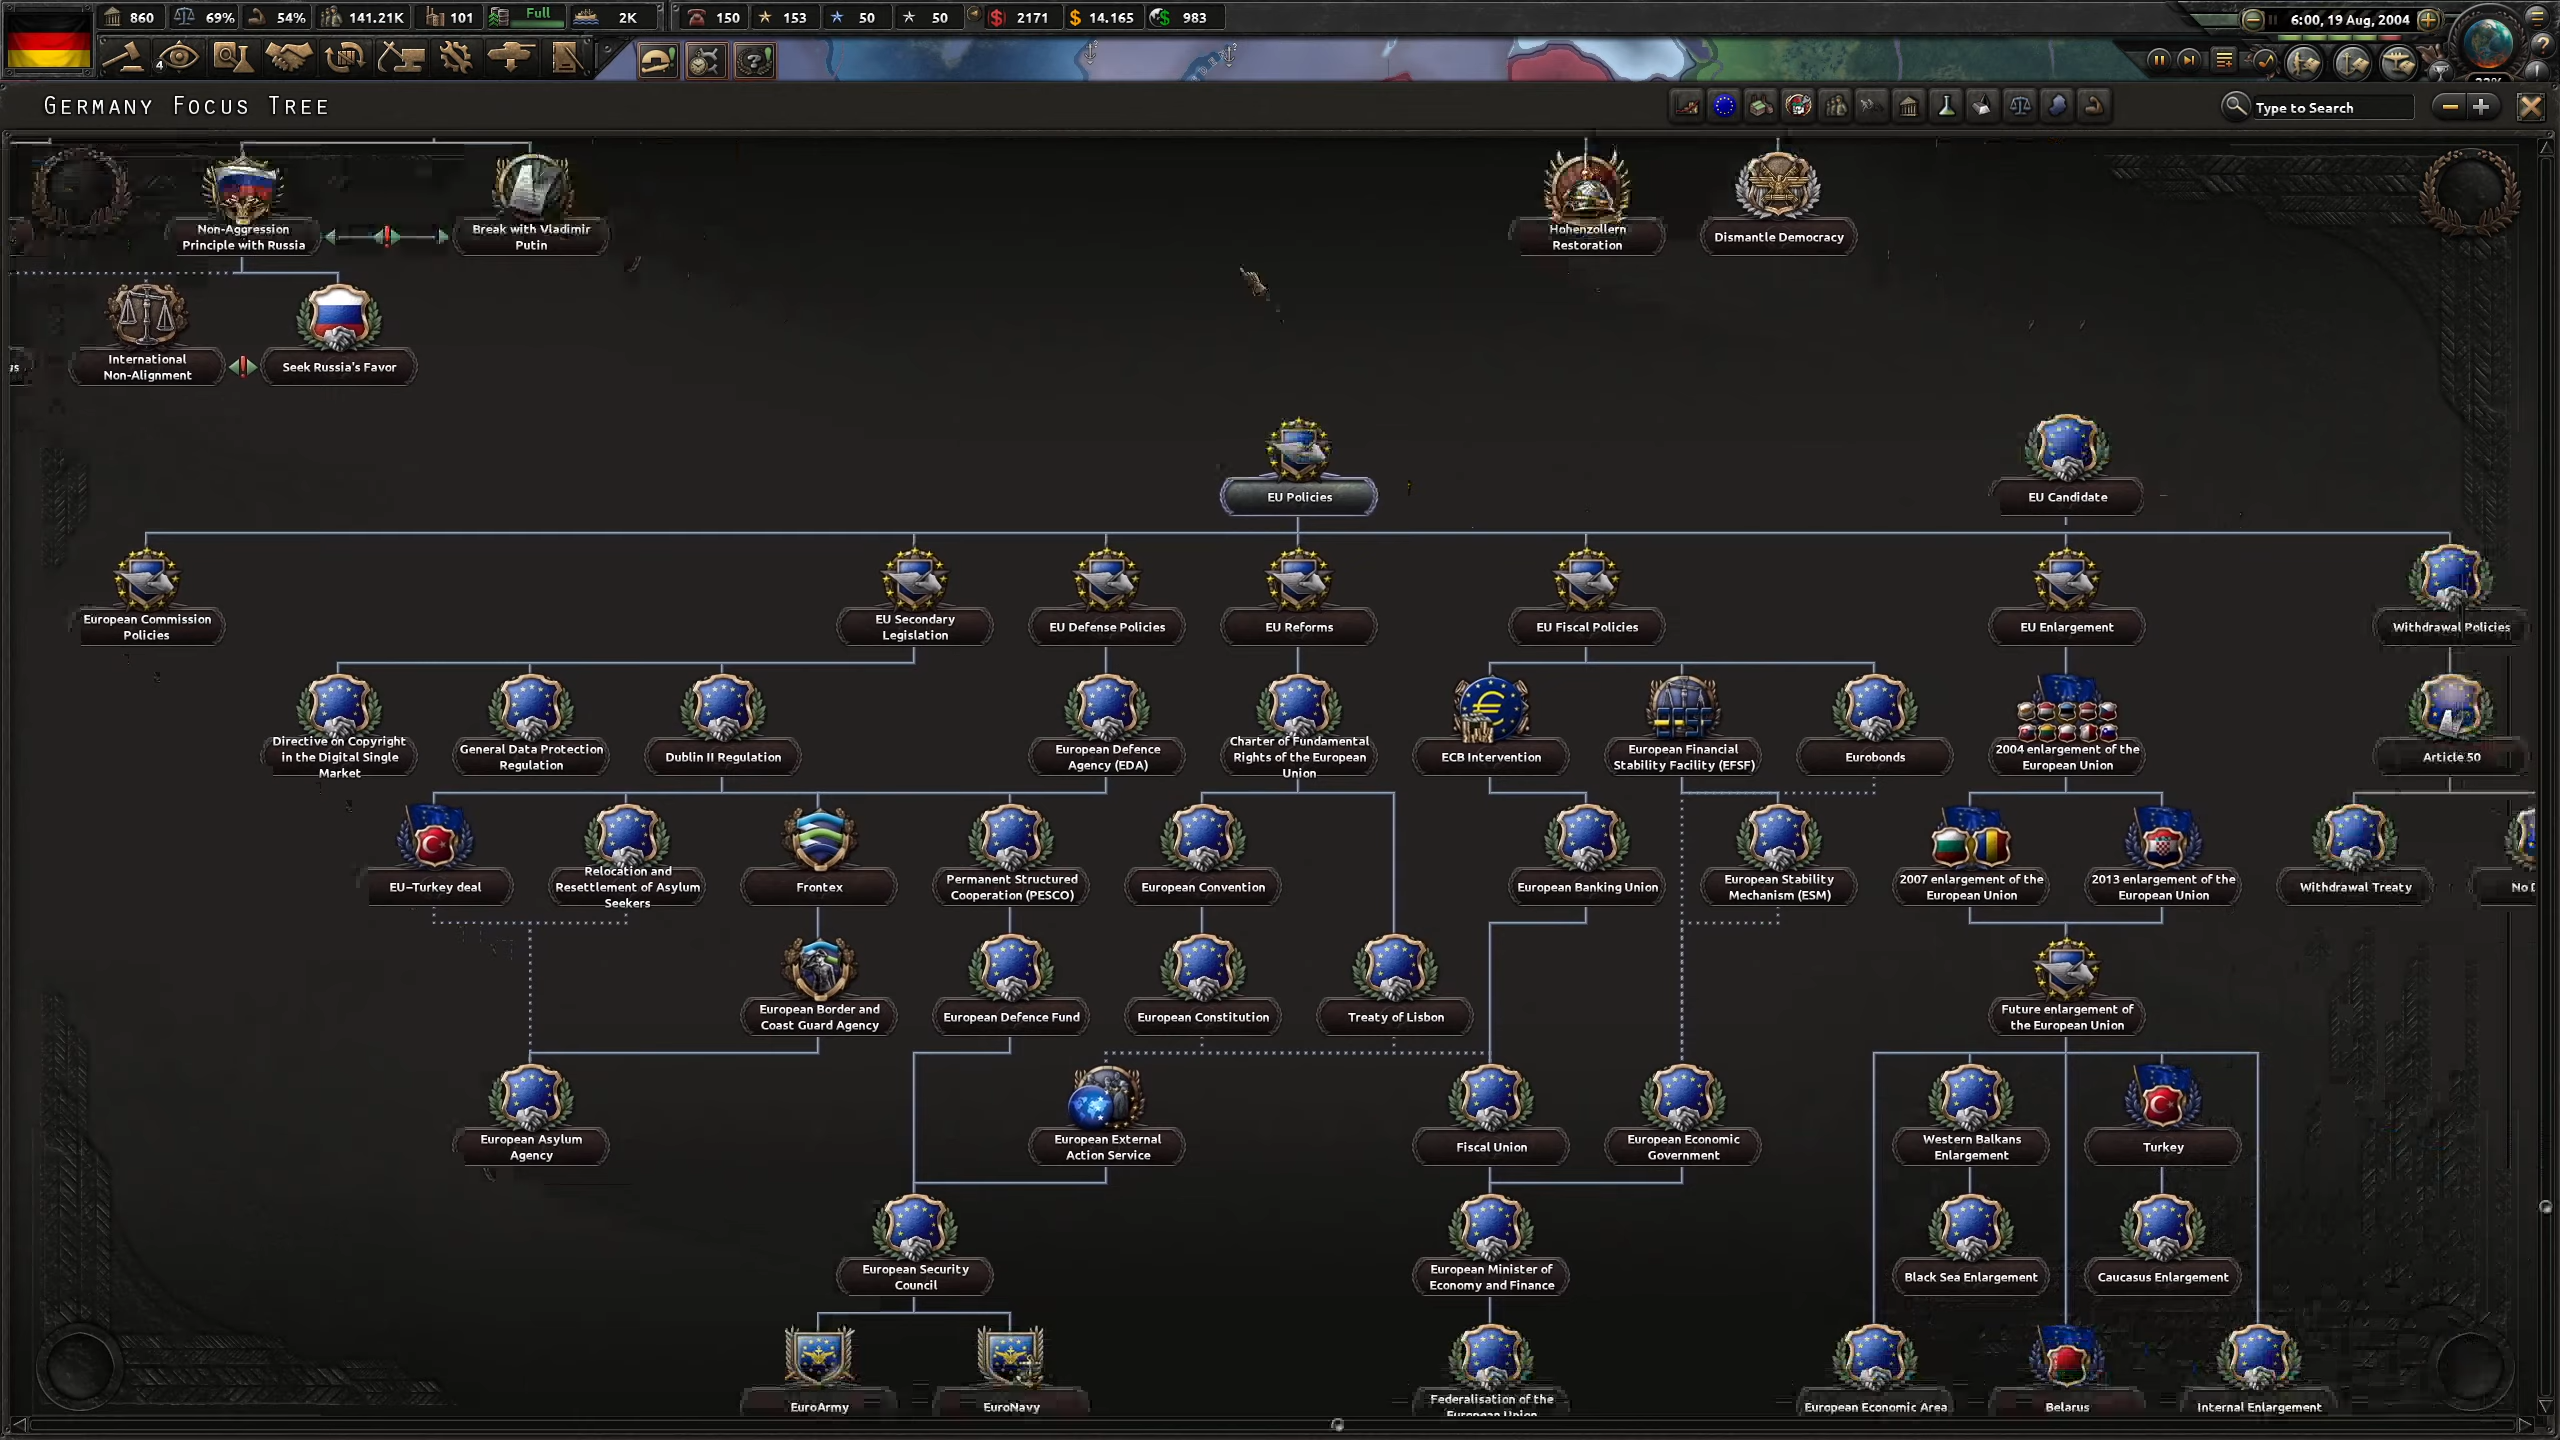 860
69%
54%
141.21K
101
Full
2K
150
153
50
50
2171
14.165
983
6:00, 19 Aug, 2004
4
Germany Focus Tree
Type to Search
Non-Aggression
Principle with Russia
Break with Vladimir
Putin
Hohenzollern
Restoration
Dismantle Democracy
International
Non-Alignment
Seek Russia's Favor
EU Policies
EU Candidate
European Commission
Policies
EU Secondary
Legislation
EU Defense Policies
EU Reforms
EU Fiscal Policies
EU Enlargement
Withdrawal Policies
Directive on Copyright
in the Digital Single
Market
General Data Protection
Regulation
Dublin II Regulation
European Defence
Agency (EDA)
Charter of Fundamental
Rights of the European
Union
ECB Intervention
European Financial
Stability Facility (EFSF)
Eurobonds
2004 enlargement of the
European Union
Article 50
EU-Turkey deal
Relocation and
Resettlement of Asylum
Seekers
Frontex
Permanent Structured
Cooperation (PESCO)
European Convention
European Banking Union
European Stability
Mechanism (ESM)
2007 enlargement of the
European Union
2013 enlargement of the
European Union
Withdrawal Treaty
European Border and
Coast Guard Agency
European Defence Fund
European Constitution
Treaty of Lisbon
Future enlargement of
the European Union
European Asylum
Agency
European External
Action Service
Fiscal Union
European Economic
Government
Western Balkans
Enlargement
Turkey
European Security
Council
European Minister of
Economy and Finance
Black Sea Enlargement
Caucasus Enlargement
EuroArmy
EuroNavy
Federalisation of the
European Union
European Economic Area
Belarus
Internal Enlargement